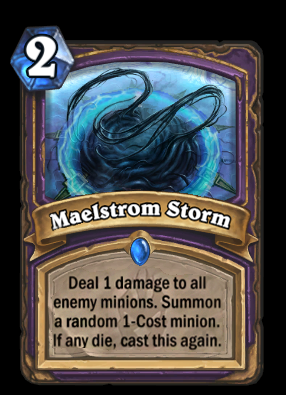 2
Maelstrom Storm
Deal 1 damage to all
enemy minions. Summon
a random 1-Cost minion.
If any die, cast this again.